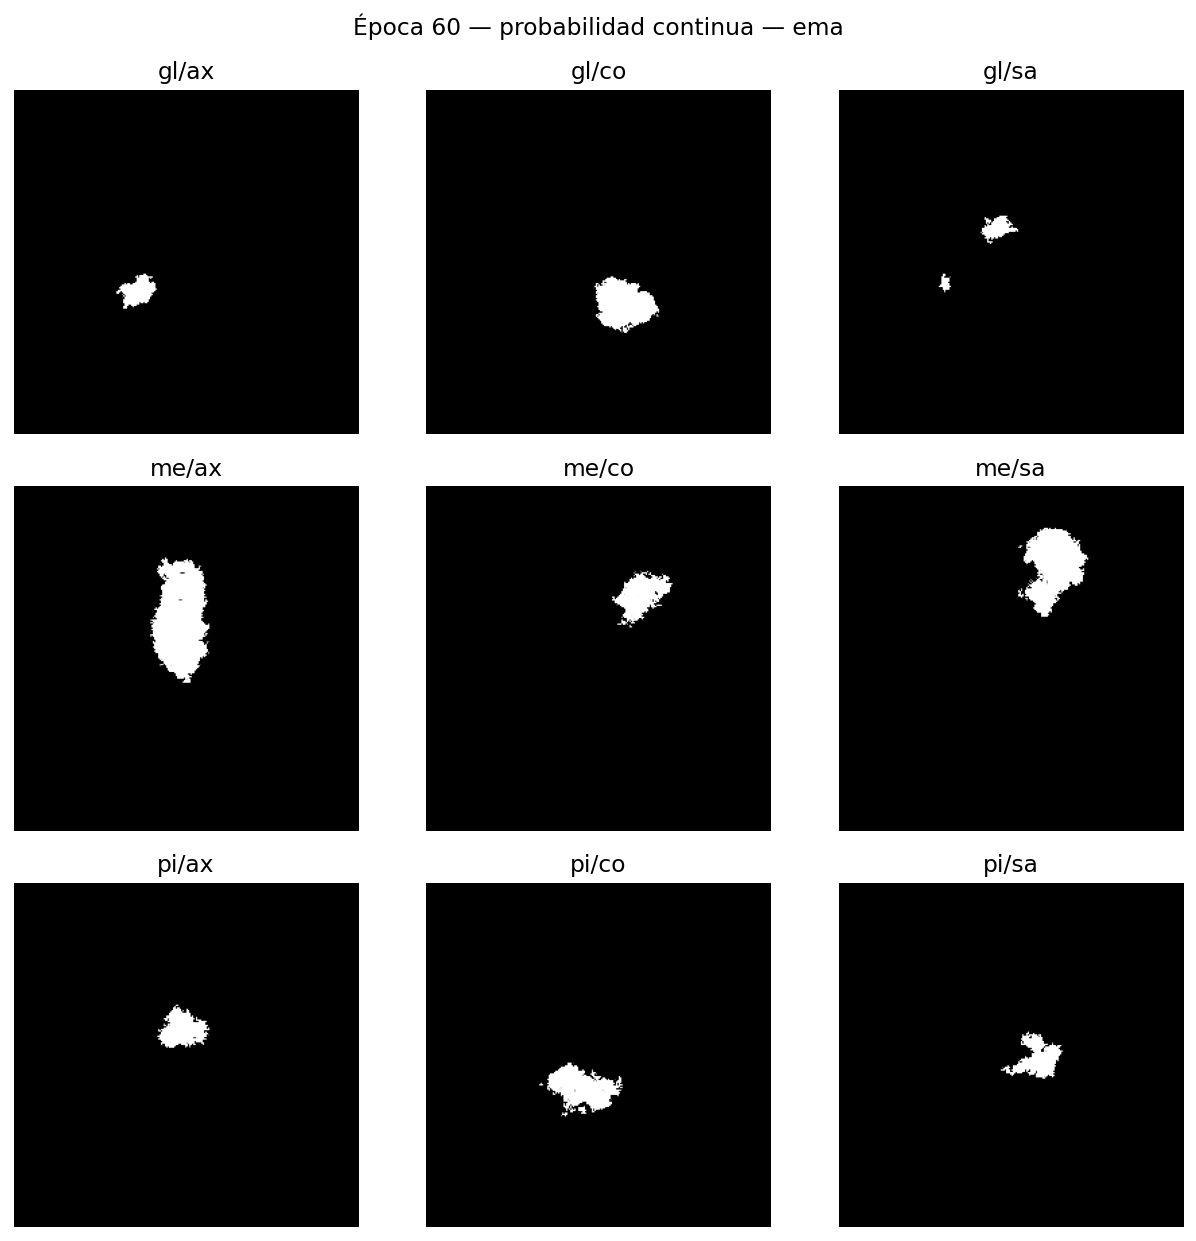 Época 60 — probabilidad continua — ema
gl/ax
gl/co
gl/sa
me/ax
me/co
me/sa
pi/ax
pi/co
pi/sa